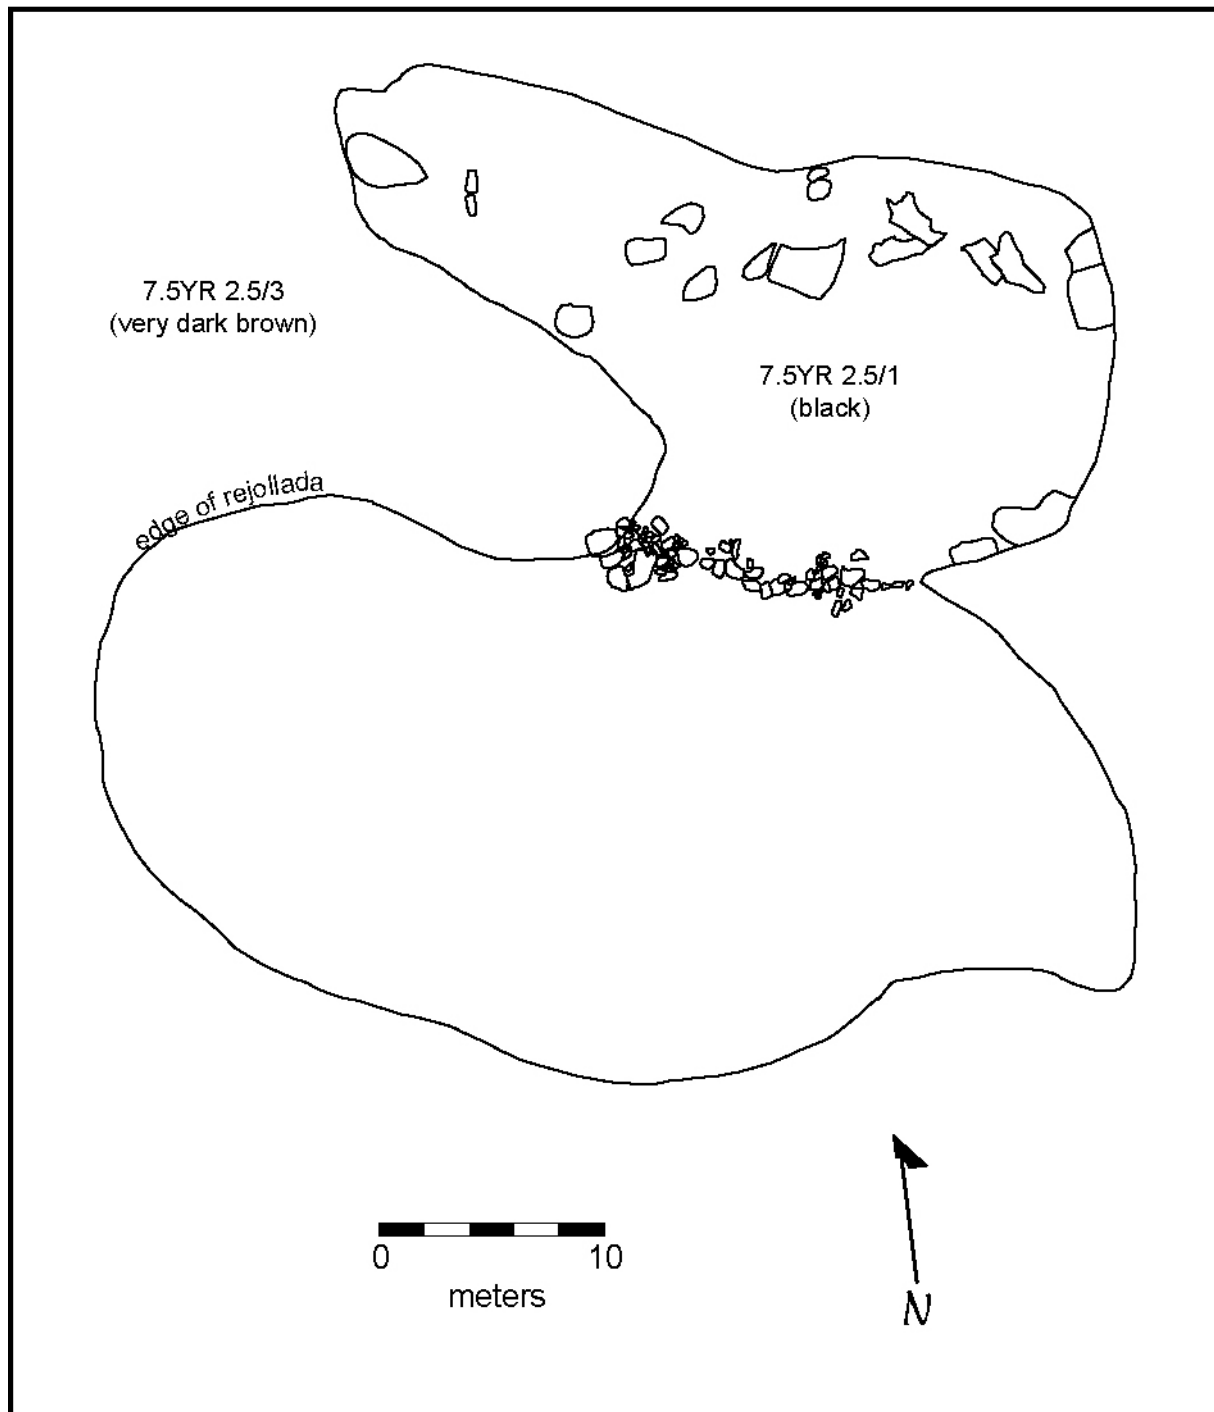 7.5YR 2.5/3
(very dark brown)
7.5YR 2.5/1
(black)
edge of rejollada
0 10
meters
N